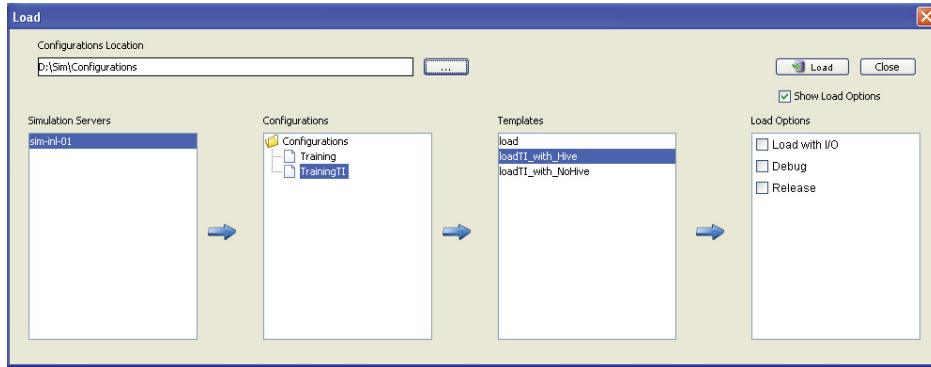 Load
Configurations Location
D:\Sim\Configurations
...
Load
Close
Show Load Options
Simulation Servers
sim-inl-01
Configurations
Configurations
Training
TrainingTI
Templates
load
loadTI_with_Hive
loadTI_with_NoHive
Load Options
Load with I/O
Debug
Release